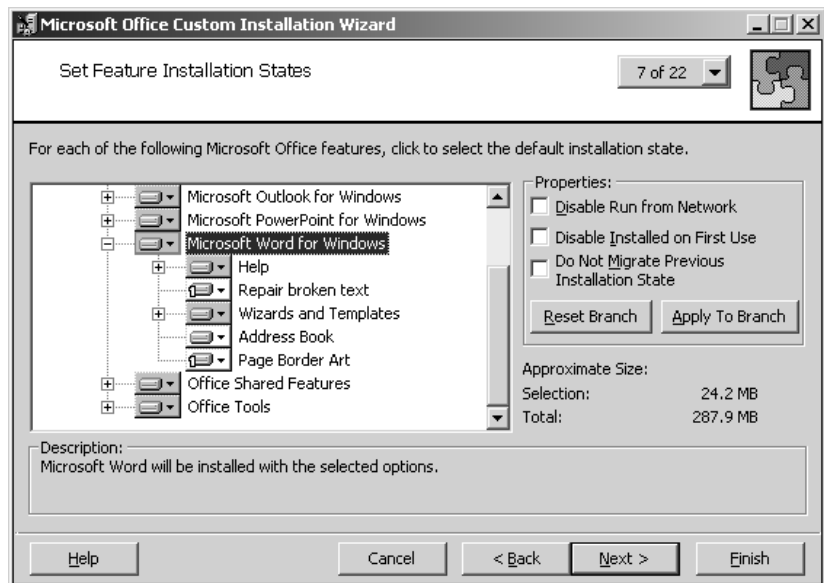 Microsoft Office Custom Installation Wizard
Set Feature Installation States
7 of 22
For each of the following Microsoft Office features, click to select the default installation state.
Microsoft Outlook for Windows
Microsoft PowerPoint for Windows
Microsoft Word for Windows
Help
Repair broken text
Wizards and Templates
Address Book
Page Border Art
Office Shared Features
Office Tools
Properties:
Disable Run from Network
Disable Installed on First Use
Do Not Migrate Previous
Installation State
Reset Branch Apply To Branch
Approximate Size:
Selection: 24.2 MB
Total: 287.9 MB
Description:
Microsoft Word will be installed with the selected options.
Help Cancel < Back Next > Finish